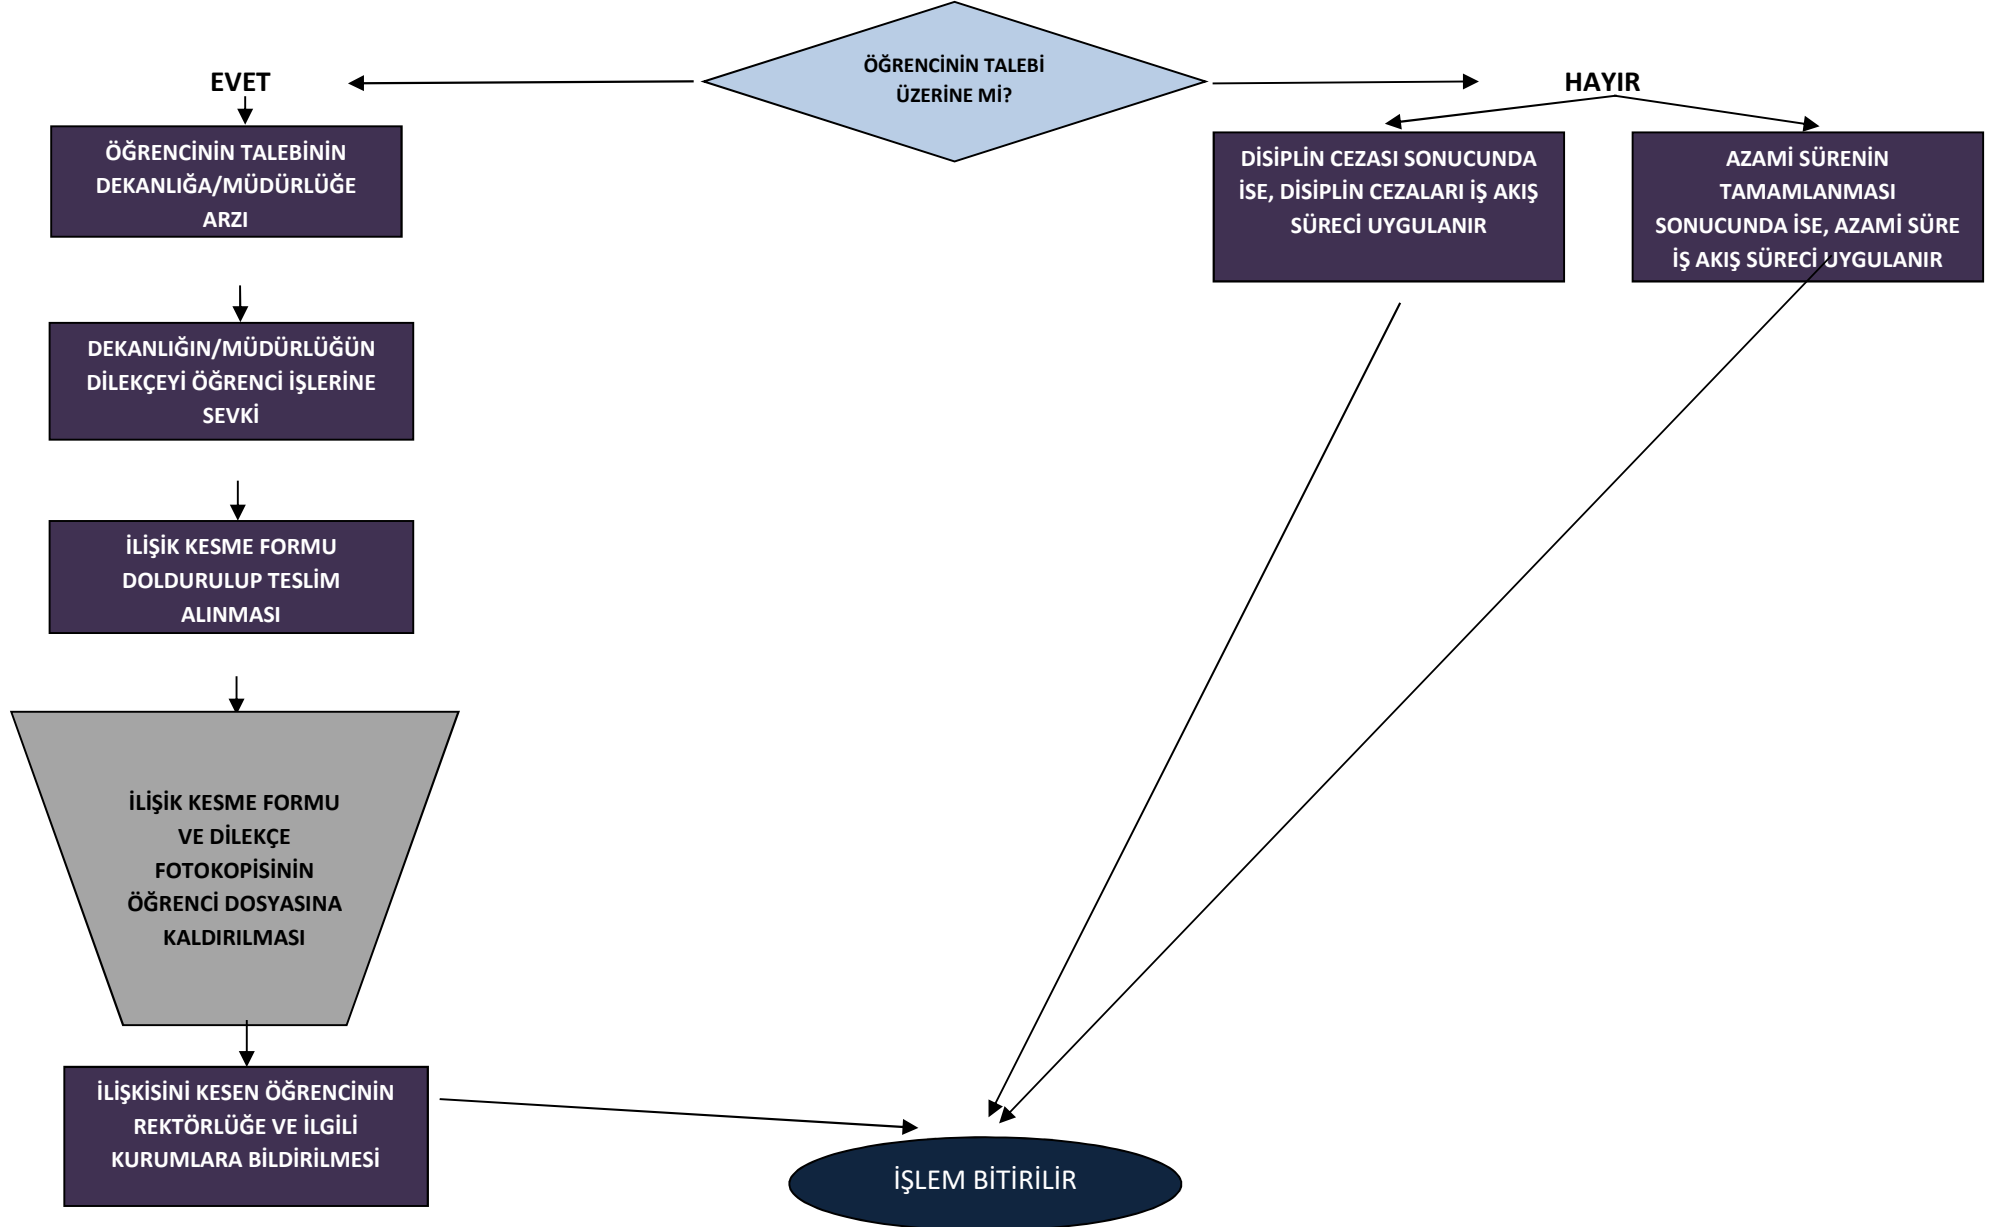 ÖĞRENCİNİN TALEBİ
ÜZERİNE Mİ?
EVET
HAYIR
ÖĞRENCİNİN TALEBİNİN
DEKANLIĞA/MÜDÜRLÜĞE
ARZI
DİSİPLİN CEZASI SONUCUNDA
İSE, DİSİPLİN CEZALARI İŞ AKIŞ
SÜRECİ UYGULANIR
AZAMİ SÜRENİN
TAMAMLANMASI
SONUCUNDA İSE, AZAMİ SÜRE
İŞ AKIŞ SÜRECİ UYGULANIR
DEKANLIĞIN/MÜDÜRLÜĞÜN
DİLEKÇEYİ ÖĞRENCİ İŞLERİNE
SEVKİ
İLİŞİK KESME FORMU
DOLDURULUP TESLİM
ALINMASI
İLİŞİK KESME FORMU
VE DİLEKÇE
FOTOKOPİSİNİN
ÖĞRENCİ DOSYASINA
KALDIRILMASI
İLİŞKİSİNİ KESEN ÖĞRENCİNİN
REKTÖRLÜĞE VE İLGİLİ
KURUMLARA BİLDİRİLMESİ
İŞLEM BİTİRİLİR